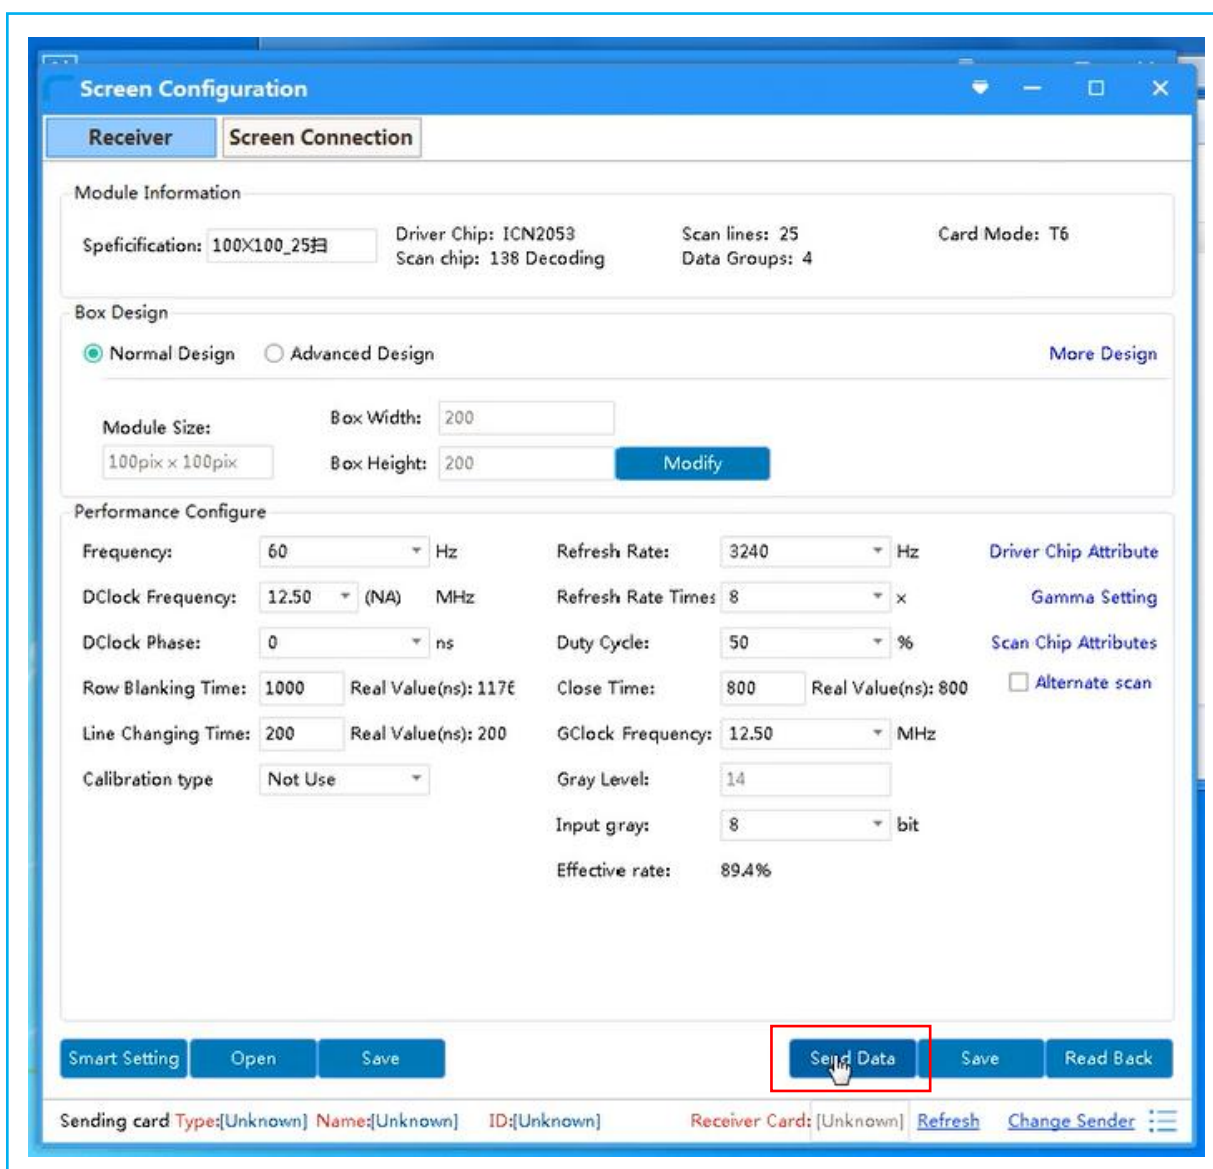 Screen Configuration
Receiver Screen Connection
Module Information
Speficification: 100X100_25扫 Driver Chip: ICN2053 Scan lines: 25 Card Mode: T6
Scan chip: 138 Decoding Data Groups: 4
Box Design
Normal Design Advanced Design More Design
Module Size: Box Width: 200
100pix x 100pix Box Height: 200 Modify
Performance Configure
Frequency: 60 Hz Refresh Rate: 3240 Hz Driver Chip Attribute
DClock Frequency: 12.50 (NA) MHz Refresh Rate Times 8 x Gamma Setting
DClock Phase: 0 ns Duty Cycle: 50 % Scan Chip Attributes
Row Blanking Time: 1000 Real Value(ns): 1176 Close Time: 800 Real Value(ns): 800 Alternate scan
Line Changing Time: 200 Real Value(ns): 200 GClock Frequency: 12.50 MHz
Calibration type Not Use Gray Level: 14
Input gray: 8 bit
Effective rate: 89.4%
Smart Setting Open Save Send Data Save Read Back
Sending card Type:[Unknown] Name:[Unknown] ID:[Unknown] Receiver Card: [Unknown] Refresh Change Sender